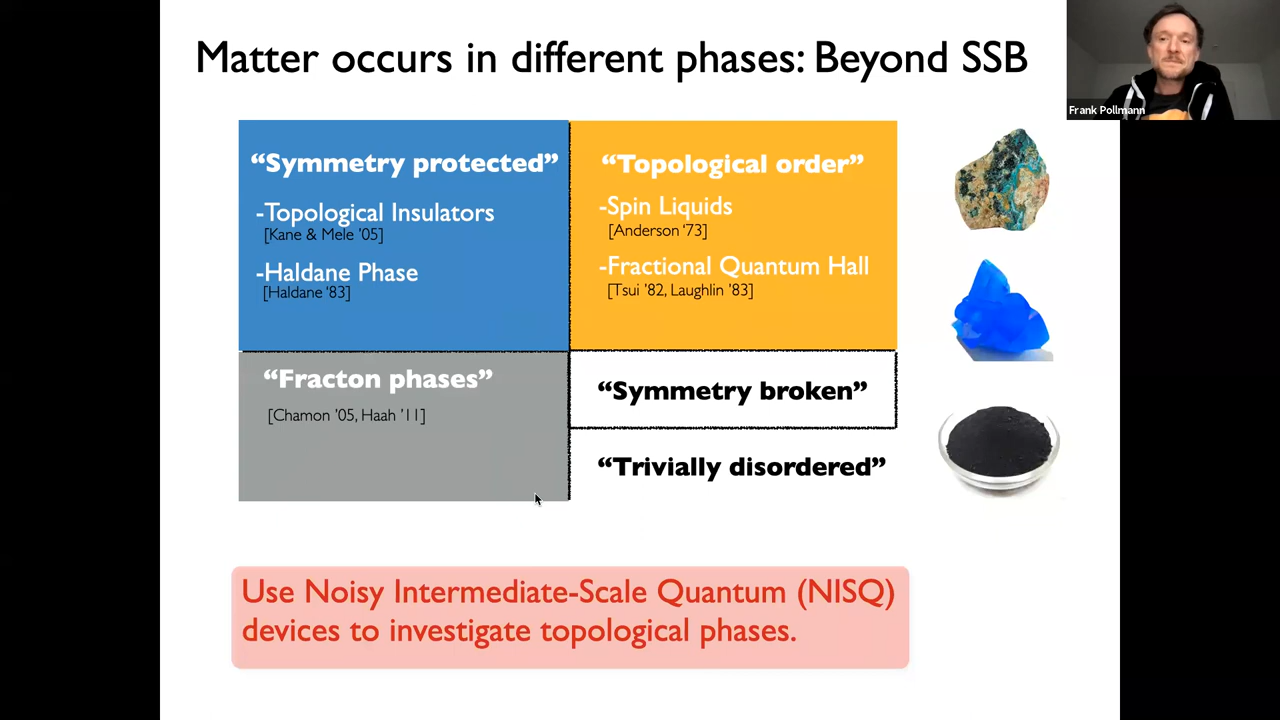 Matter occurs in different phases: Beyond SSB
Frank Pollmann
“Symmetry protected”
-Topological Insulators
[Kane & Mele ’05]
-Haldane Phase
[Haldane ’83]
“Topological order”
-Spin Liquids
[Anderson ‘73]
-Fractional Quantum Hall
[Tsui ’82, Laughlin ’83]
“Fracton phases”
[Chamon ’05, Haah ’11]
“Symmetry broken”
“Trivially disordered”
Use Noisy Intermediate-Scale Quantum (NISQ)
devices to investigate topological phases.